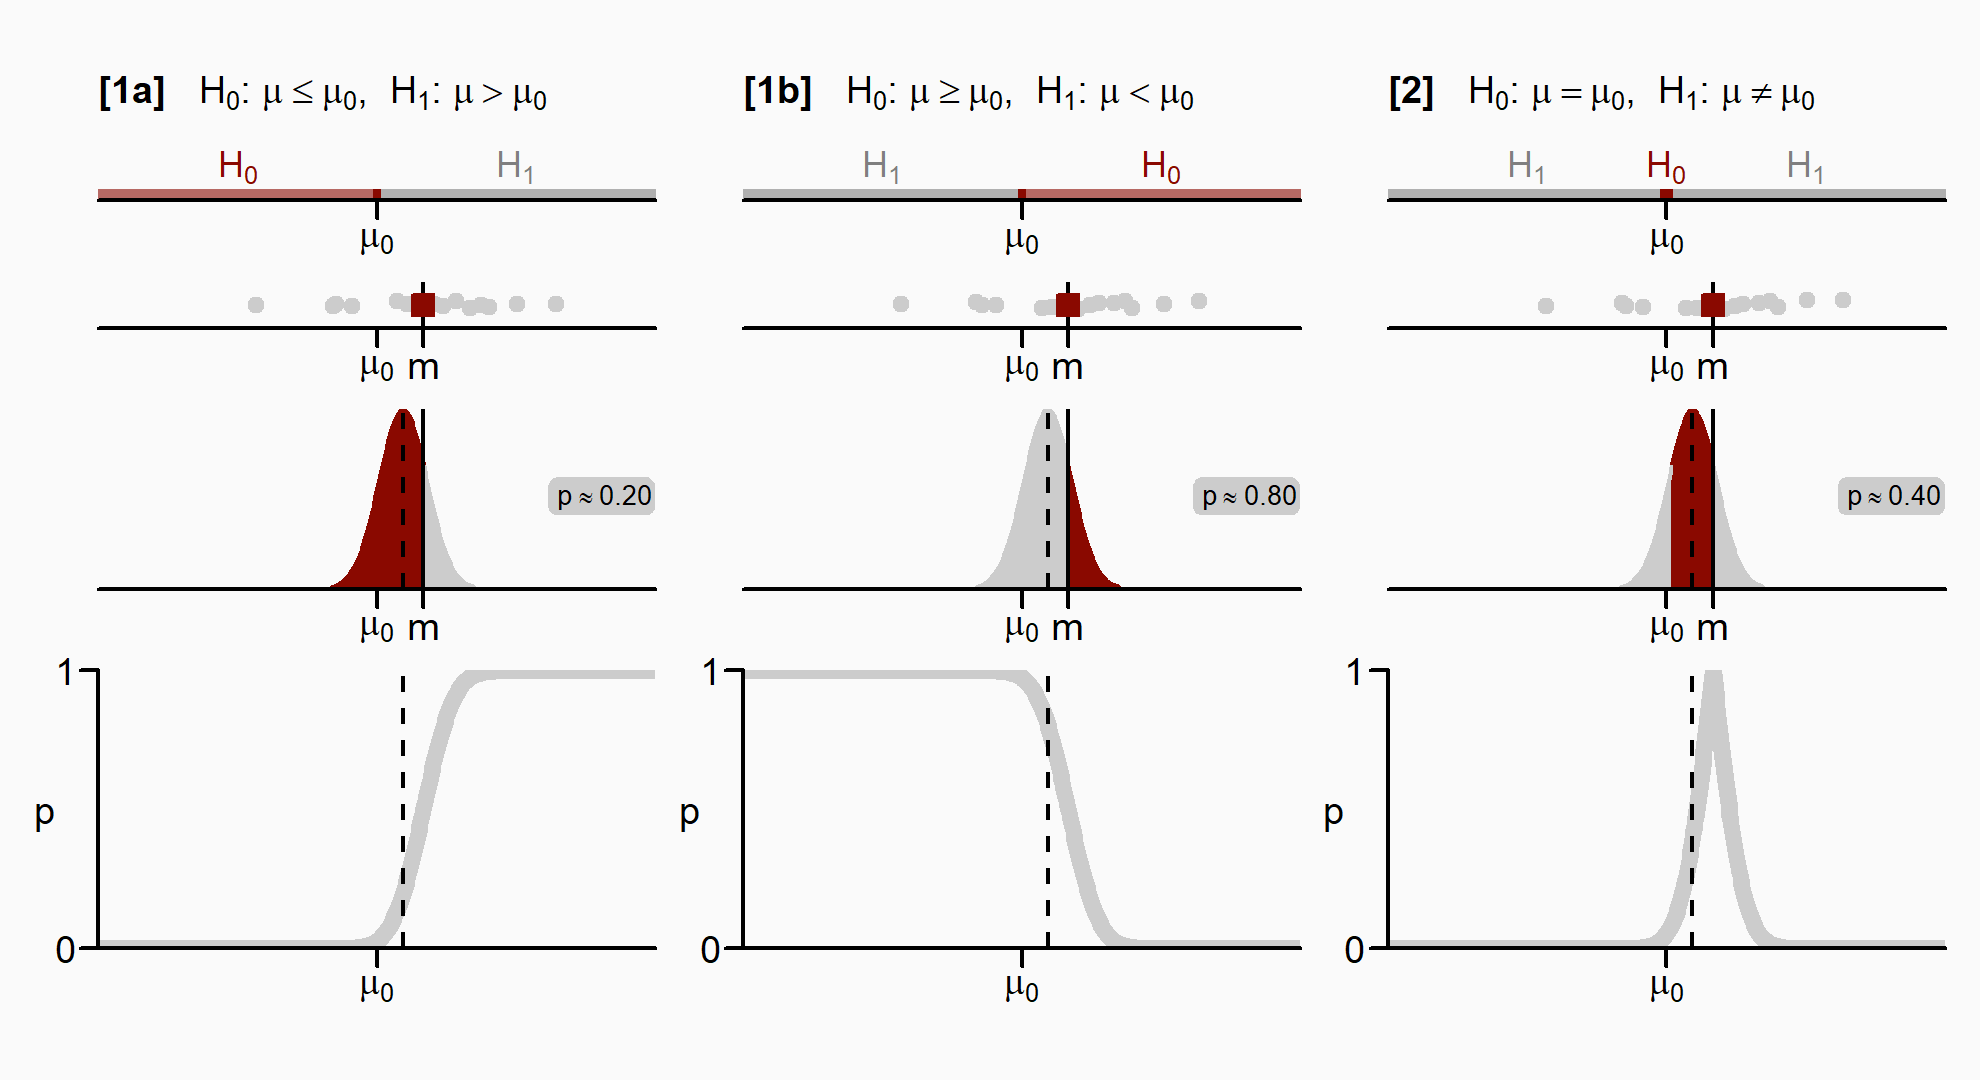 [1a] H₀: μ ≤ μ₀, H₁: μ > μ₀
H₀ H₁
μ₀
μ₀ m
p ≈ 0.20
μ₀ m
1
p
0
μ₀
[1b] H₀: μ ≥ μ₀, H₁: μ < μ₀
H₁ H₀
μ₀
μ₀ m
p ≈ 0.80
μ₀ m
1
p
0
μ₀
[2] H₀: μ = μ₀, H₁: μ ≠ μ₀
H₁ H₀ H₁
μ₀
μ₀ m
p ≈ 0.40
μ₀ m
1
p
0
μ₀